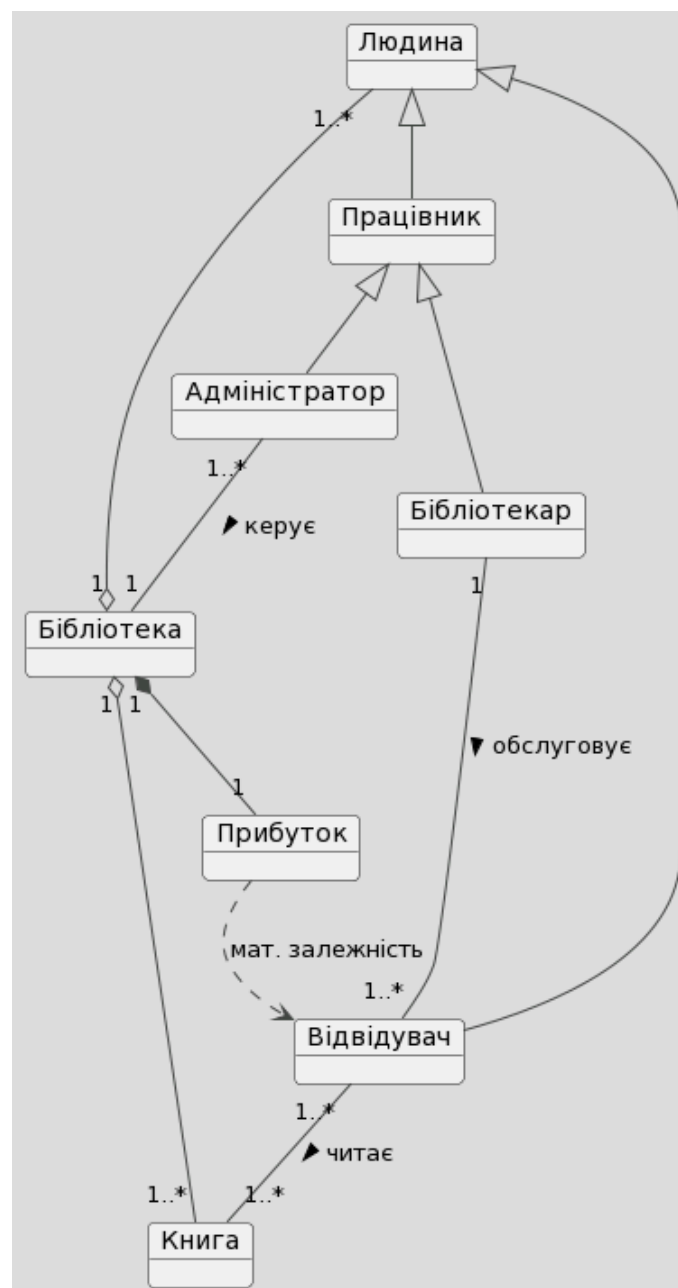 Людина
1..*
Працівник
Адміністратор
1..*
Бібліотекар
керує
1
1
1
Бібліотека
1
1
обслуговує
1
Прибуток
мат. залежність
1..*
Відвідувач
1..*
читає
1..*
1..*
Книга